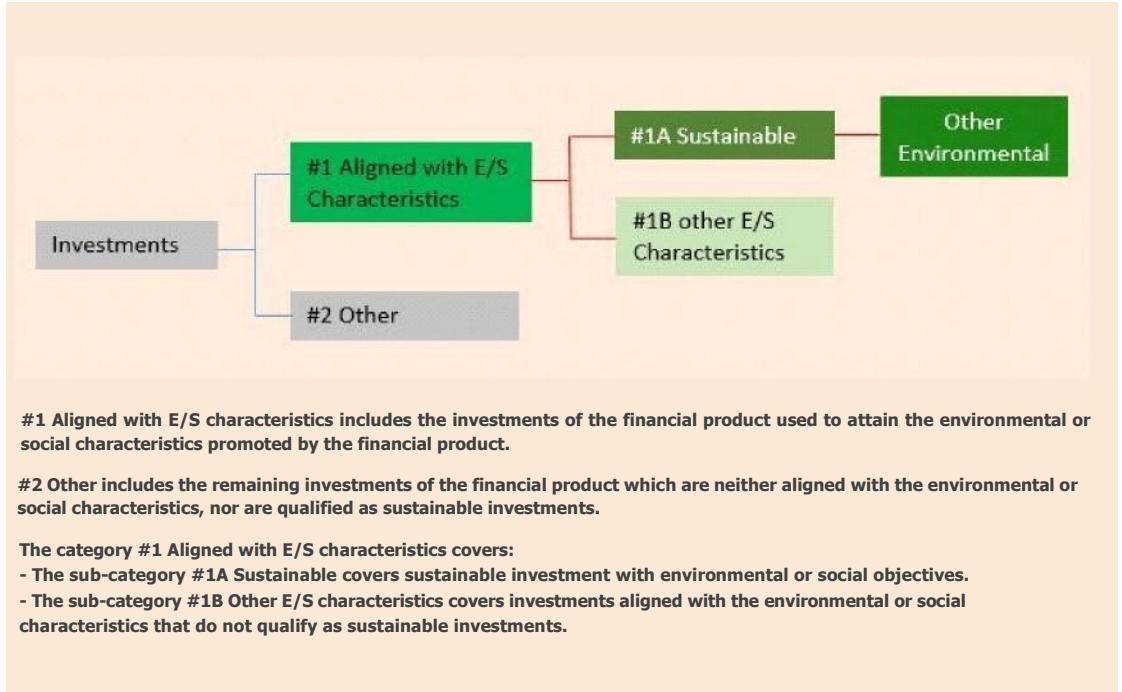 Other
Environmental
#1A Sustainable
#1 Aligned with E/S
Characteristics
#1B other E/S
Characteristics
Investments
#2 Other
#1 Aligned with E/S characteristics includes the investments of the financial product used to attain the environmental or
social characteristics promoted by the financial product.
#2 Other includes the remaining investments of the financial product which are neither aligned with the environmental or
social characteristics, nor are qualified as sustainable investments.
The category #1 Aligned with E/S characteristics covers:
- The sub-category #1A Sustainable covers sustainable investment with environmental or social objectives.
- The sub-category #1B Other E/S characteristics covers investments aligned with the environmental or social
characteristics that do not qualify as sustainable investments.